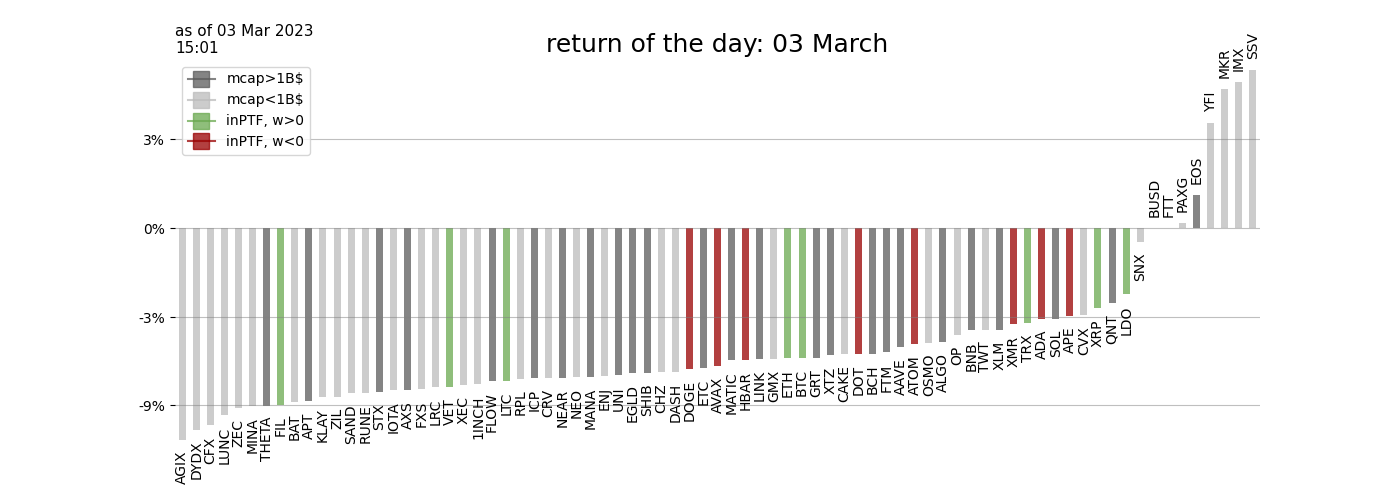 as of 03 Mar 2023
15:01
return of the day: 03 March
mcap>1B$
mcap<1B$
inPTF, w>0
inPTF, w<0
3%
0%
-3%
-9%
AGIX
DYDX
CFX
LUNC
ZEC
MINA
THETA
FIL
BAT
APT
KLAY
ZIL
SAND
RUNE
STX
IOTA
AXS
FXS
LRC
VET
XEC
1INCH
FLOW
LTC
RPL
ICP
CRV
NEAR
NEO
MANA
ENJ
UNI
EGLD
SHIB
CHZ
DASH
DOGE
ETC
AVAX
MATIC
HBAR
LINK
GMX
ETH
BTC
GRT
XTZ
CAKE
DOT
BCH
FTM
AAVE
ATOM
OSMO
ALGO
OP
BNB
TWT
XLM
XMR
TRX
ADA
SOL
APE
CVX
XRP
QNT
LDO
SNX
BUSD
FTT
PAXG
EOS
YFI
MKR
IMX
SSV